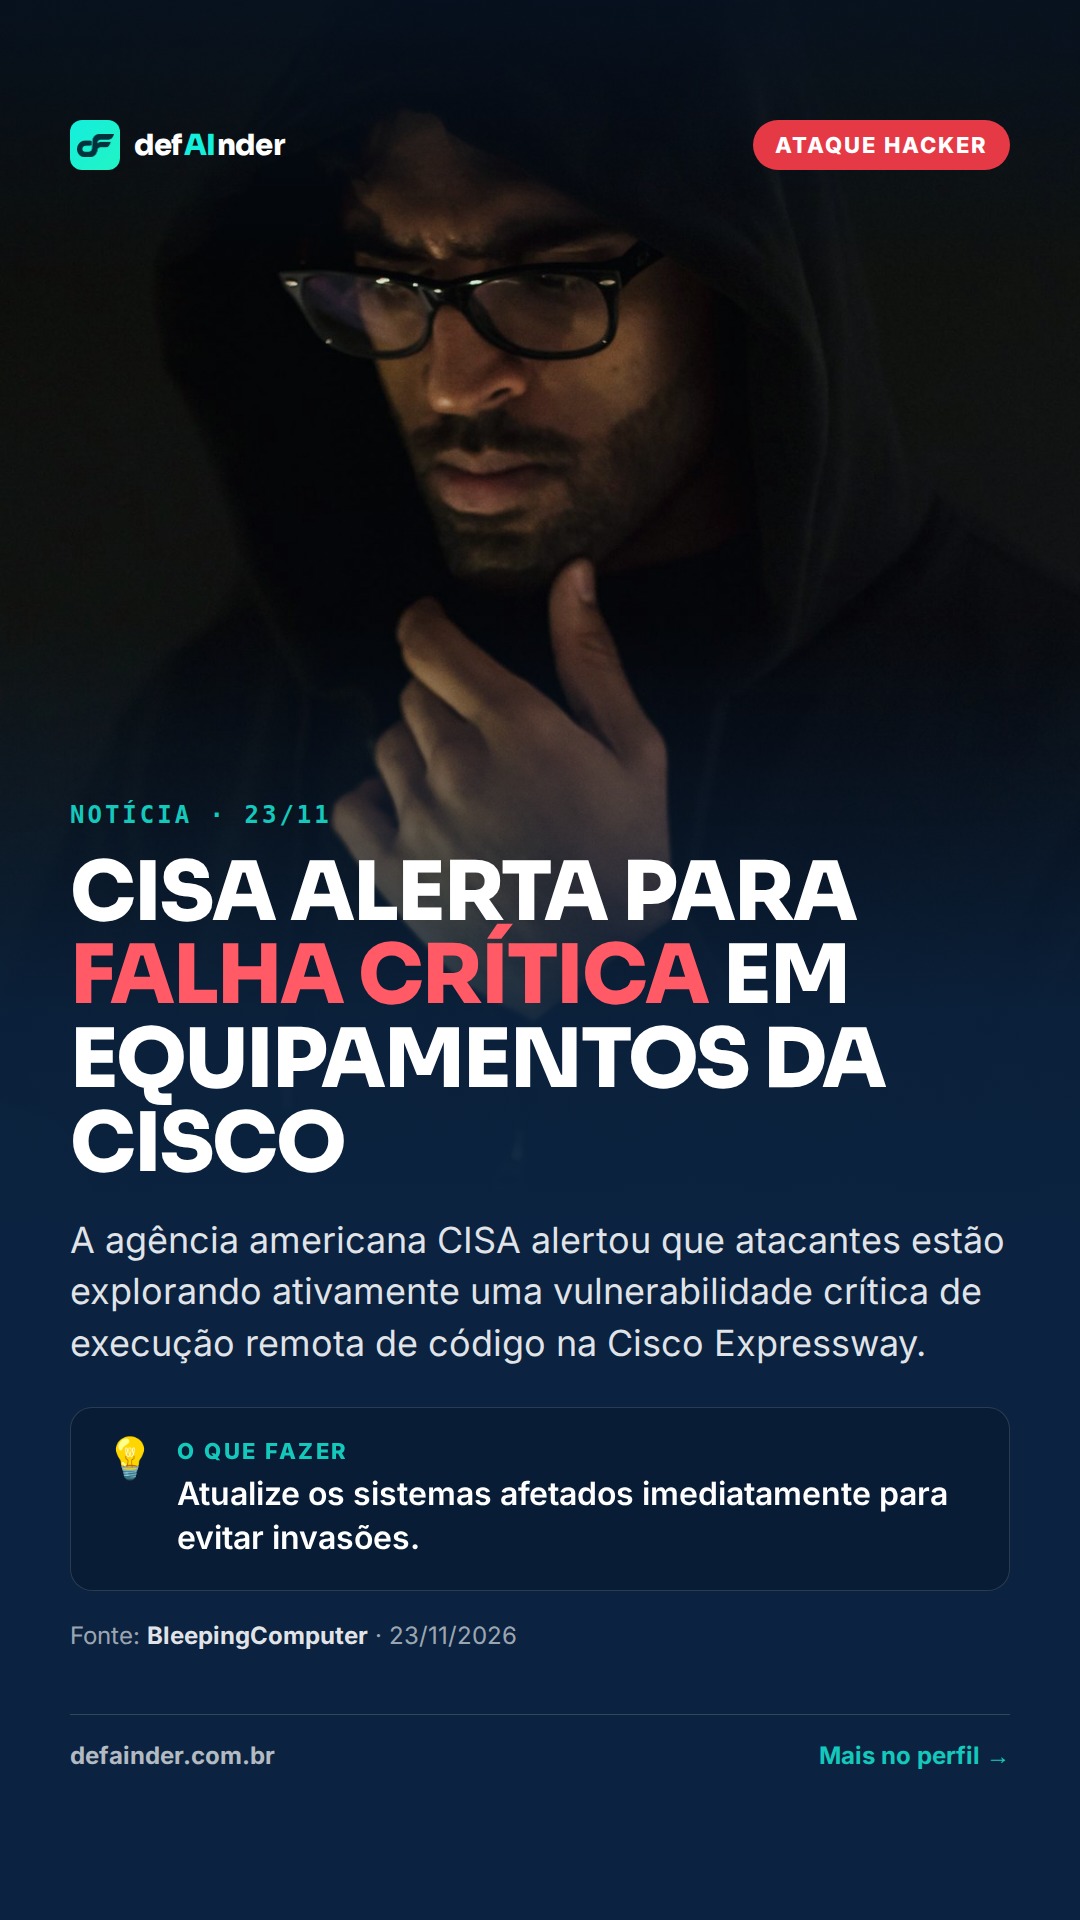 defAInder
ATAQUE HACKER
NOTÍCIA · 23/11
CISA ALERTA PARA
FALHA CRÍTICA EM
EQUIPAMENTOS DA
CISCO
A agência americana CISA alertou que atacantes estão
explorando ativamente uma vulnerabilidade crítica de
execução remota de código na Cisco Expressway.
O QUE FAZER
Atualize os sistemas afetados imediatamente para
evitar invasões.
Fonte: BleepingComputer · 23/11/2026
defainder.com.br
Mais no perfil →